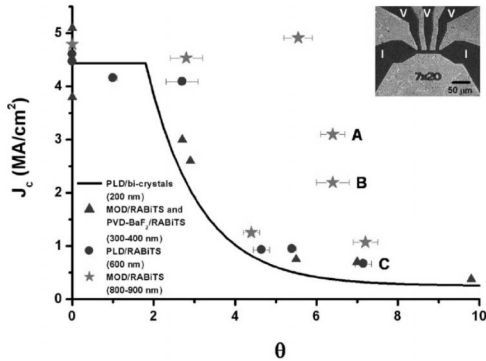 V V V
I I
7x20
50 μm
6
5
4
3
2
1
0
J_c (MA/cm²)
A
B
C
PLD/bi-crystals
(200 nm)
MOD/RABiTS and
PVD-BaF₂/RABiTS
(300-400 nm)
PLD/RABiTS
(600 nm)
MOD/RABiTS
(800-900 nm)
0 2 4 6 8 10
θ